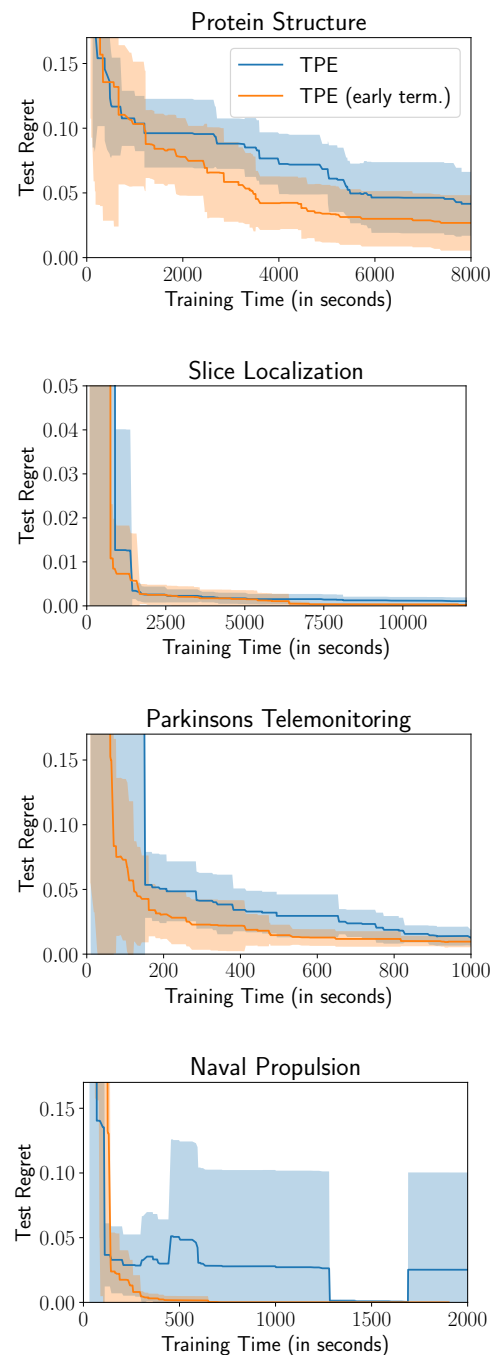 Protein Structure
TPE
TPE (early term.)
0.15
0.10
0.05
0.00
Test Regret
0 2000 4000 6000 8000
Training Time (in seconds)
Slice Localization
0.05
0.04
0.03
0.02
0.01
0.00
Test Regret
0 2500 5000 7500 10000
Training Time (in seconds)
Parkinsons Telemonitoring
0.15
0.10
0.05
0.00
Test Regret
0 200 400 600 800 1000
Training Time (in seconds)
Naval Propulsion
0.15
0.10
0.05
0.00
Test Regret
0 500 1000 1500 2000
Training Time (in seconds)